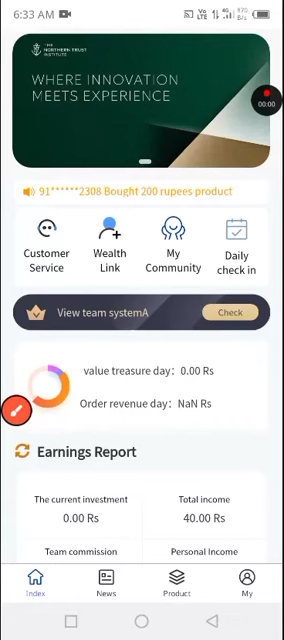 6:33 AM
Vo
LTE
4G
B/s
THE
NORTHERN TRUST
INSTITUTE
WHERE INNOVATION
MEETS EXPERIENCE
00:00
91******2308 Bought 200 rupees product
Customer
Service
Wealth
Link
My
Community
Daily
check in
View team systemA
Check
value treasure day： 0.00 Rs
Order revenue day： NaN Rs
Earnings Report
The current investment
0.00 Rs
Total income
40.00 Rs
Team commission
Personal Income
Index
News
Product
My